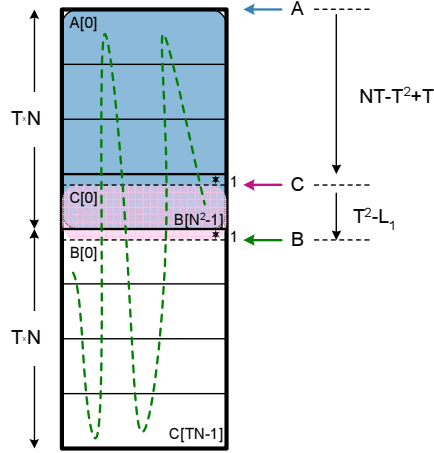 A[0]
A
NT-T²+T
T×N
1
C
C[0]
T²-L₁
B[N²-1]
1
B
B[0]
T×N
C[TN-1]